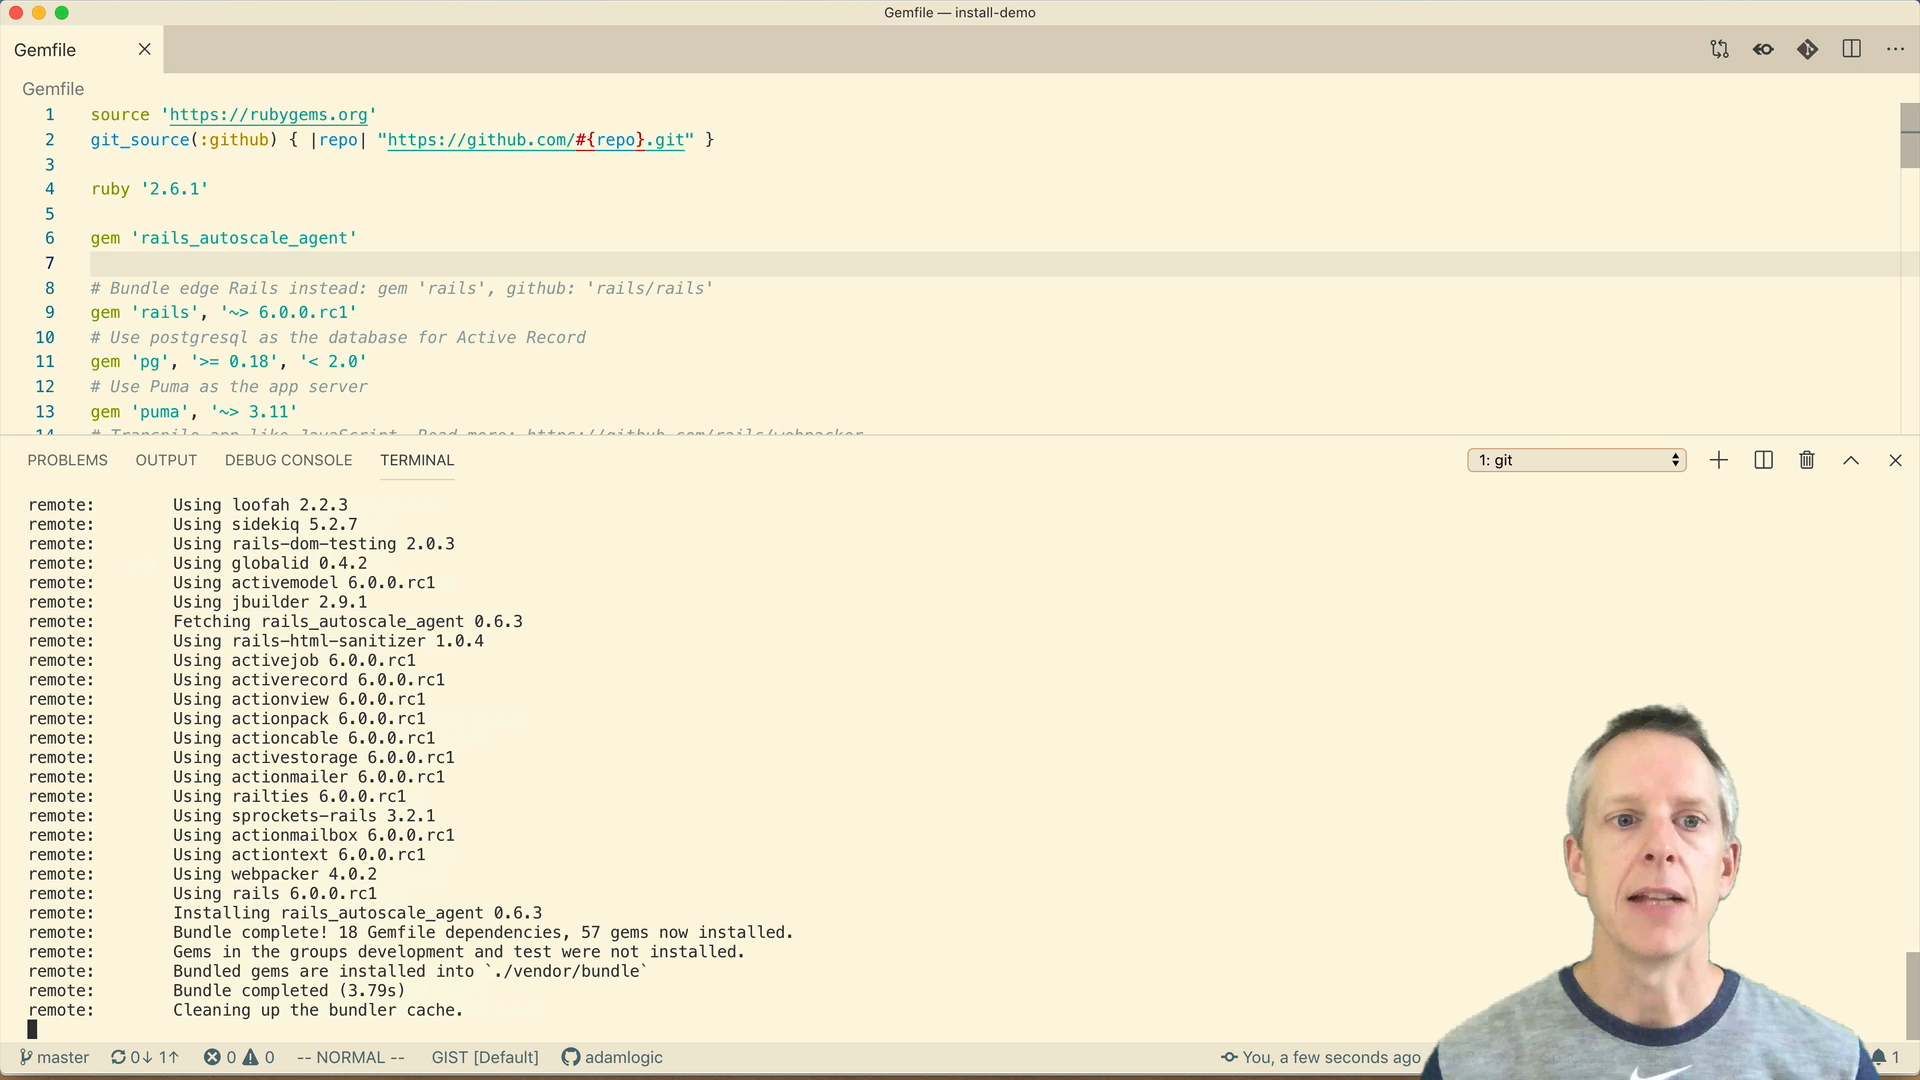 Gemfile — install-demo
Gemfile
Gemfile
1 source 'https://rubygems.org'
2 git_source(:github) { |repo| "https://github.com/#{repo}.git" }
3
4 ruby '2.6.1'
5
6 gem 'rails_autoscale_agent'
7
8 # Bundle edge Rails instead: gem 'rails', github: 'rails/rails'
9 gem 'rails', '~> 6.0.0.rc1'
10 # Use postgresql as the database for Active Record
11 gem 'pg', '>= 0.18', '< 2.0'
12 # Use Puma as the app server
13 gem 'puma', '~> 3.11'
14 # Transpile app-like JavaScript. Read more: https://github.com/rails/webpacker
PROBLEMS OUTPUT DEBUG CONSOLE TERMINAL 1: git
remote: Using loofah 2.2.3
remote: Using sidekiq 5.2.7
remote: Using rails-dom-testing 2.0.3
remote: Using globalid 0.4.2
remote: Using activemodel 6.0.0.rc1
remote: Using jbuilder 2.9.1
remote: Fetching rails_autoscale_agent 0.6.3
remote: Using rails-html-sanitizer 1.0.4
remote: Using activejob 6.0.0.rc1
remote: Using activerecord 6.0.0.rc1
remote: Using actionview 6.0.0.rc1
remote: Using actionpack 6.0.0.rc1
remote: Using actioncable 6.0.0.rc1
remote: Using activestorage 6.0.0.rc1
remote: Using actionmailer 6.0.0.rc1
remote: Using railties 6.0.0.rc1
remote: Using sprockets-rails 3.2.1
remote: Using actionmailbox 6.0.0.rc1
remote: Using actiontext 6.0.0.rc1
remote: Using webpacker 4.0.2
remote: Using rails 6.0.0.rc1
remote: Installing rails_autoscale_agent 0.6.3
remote: Bundle complete! 18 Gemfile dependencies, 57 gems now installed.
remote: Gems in the groups development and test were not installed.
remote: Bundled gems are installed into `./vendor/bundle`
remote: Bundle completed (3.79s)
remote: Cleaning up the bundler cache.
master 0↓ 1↑ 0 0 -- NORMAL -- GIST [Default] adamlogic You, a few seconds ago 1